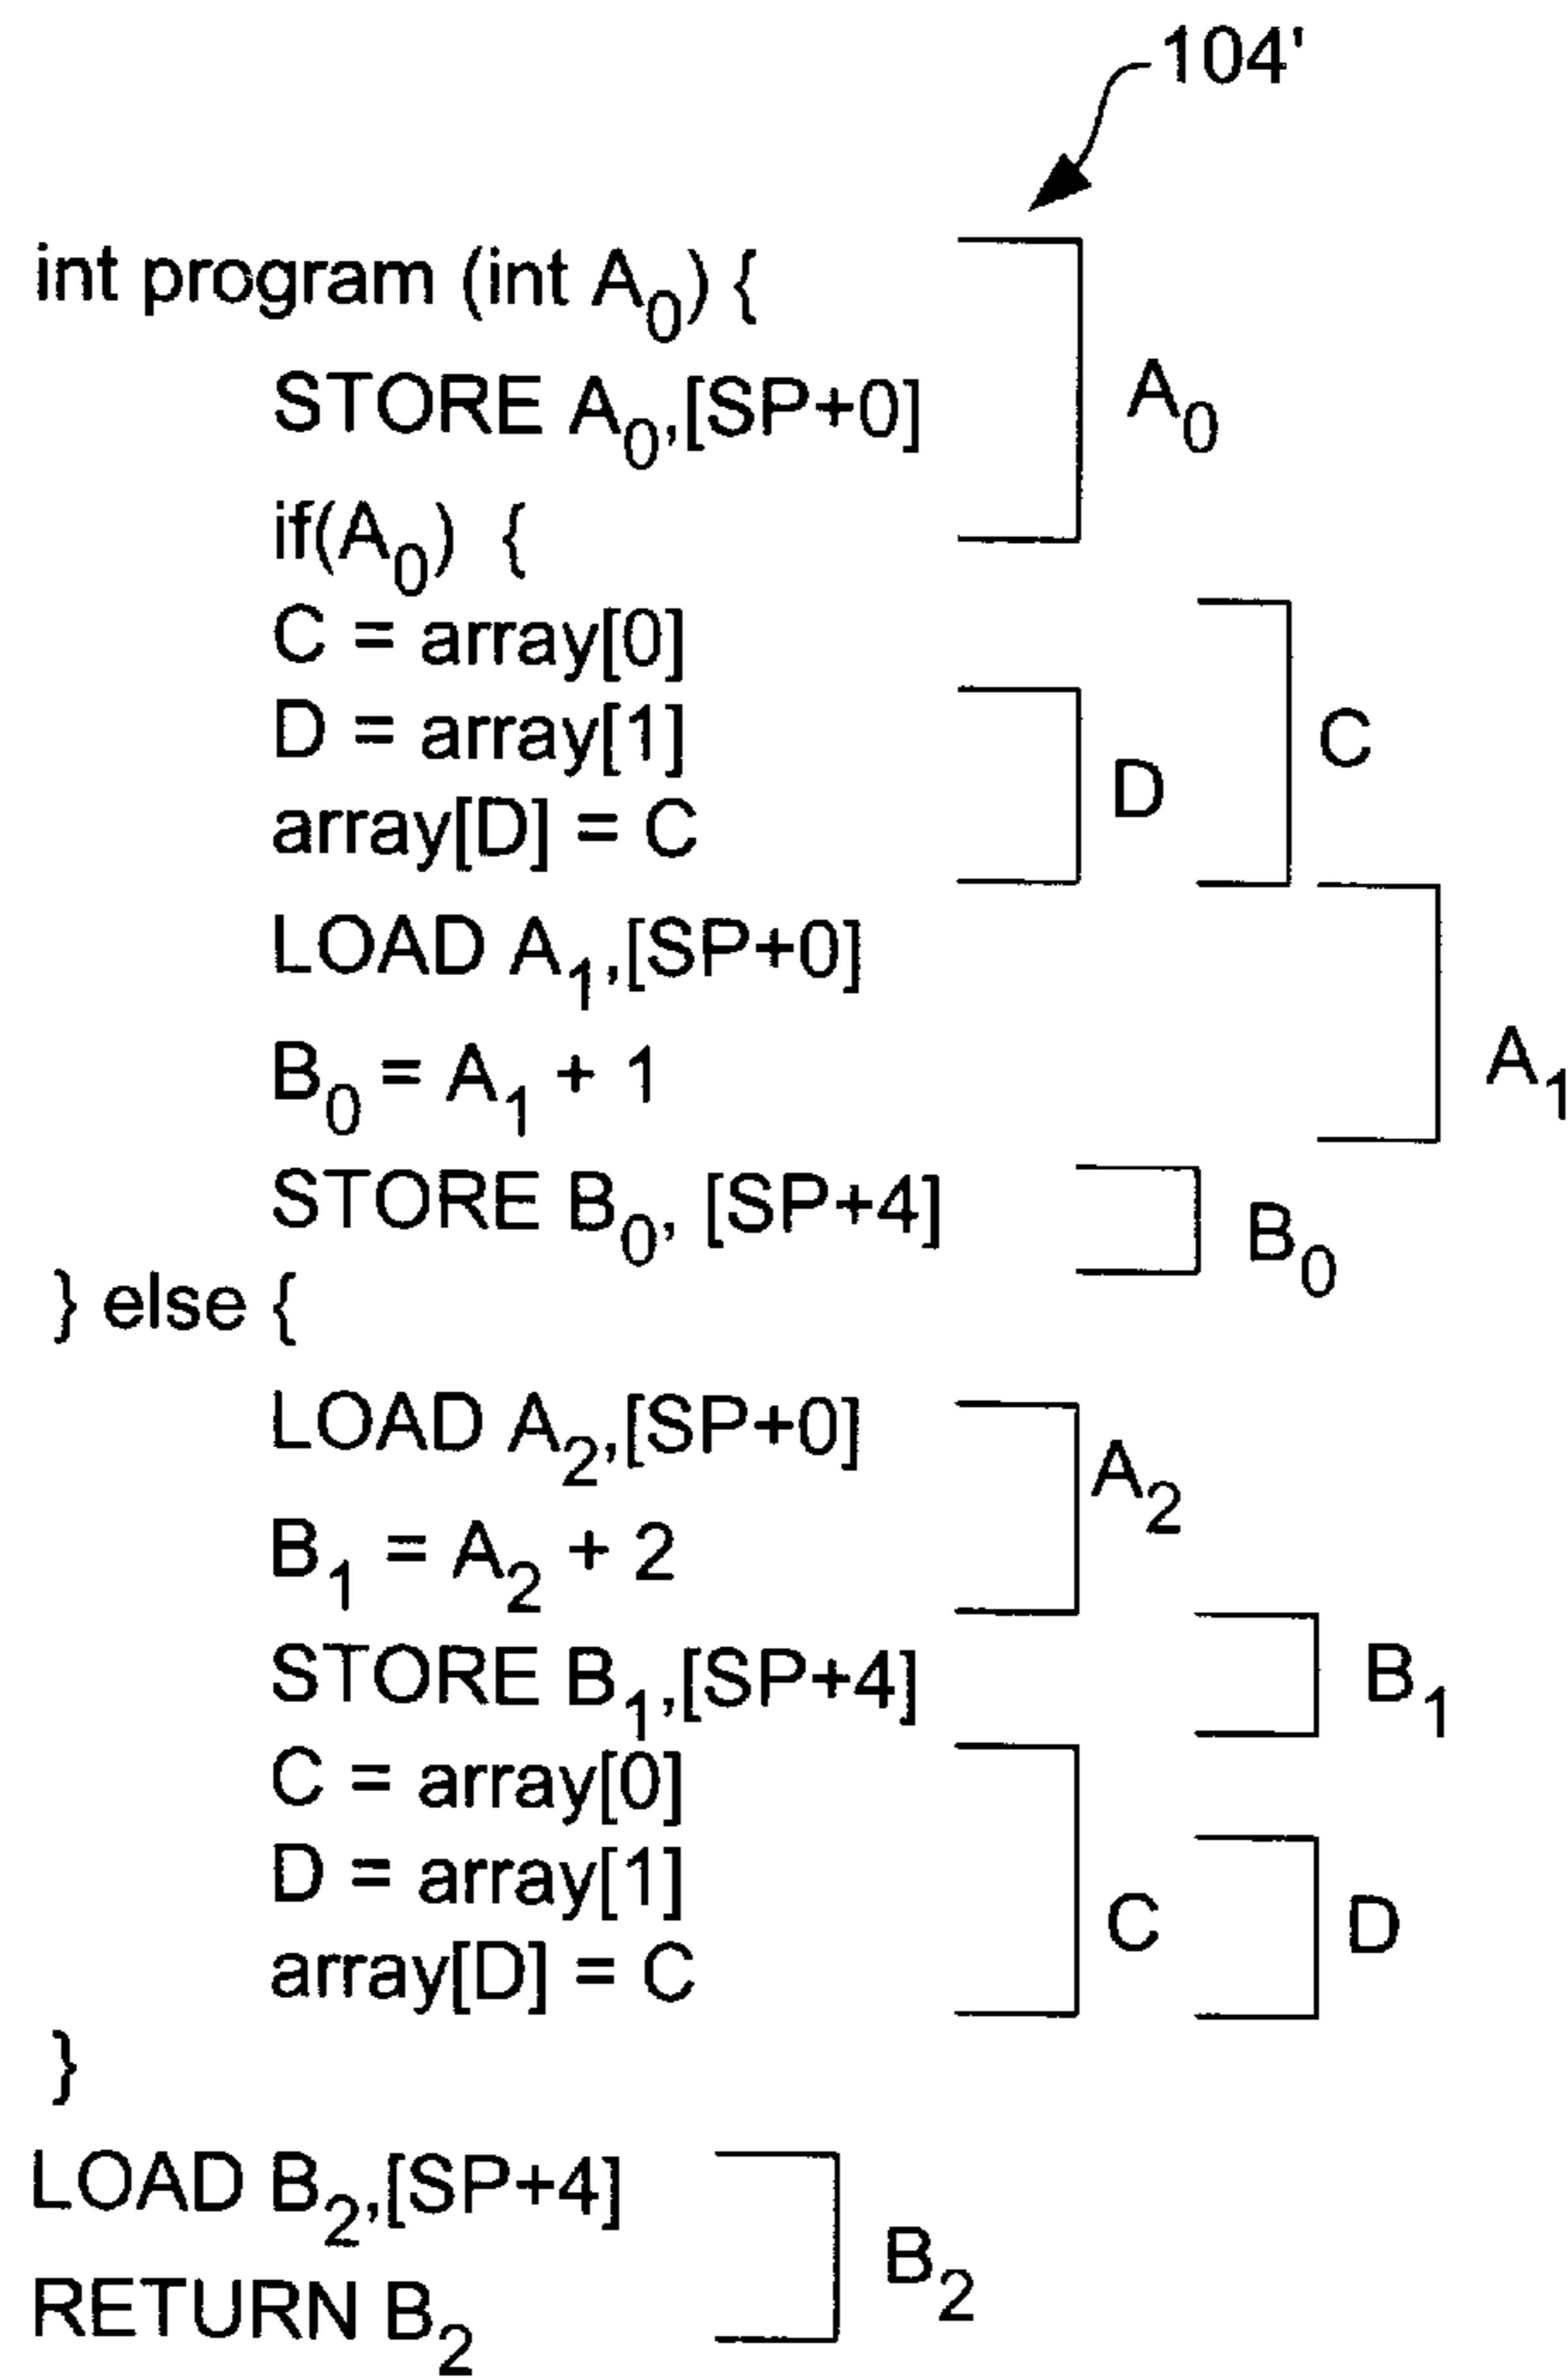 104'
int program (int A₀) {
STORE A₀,[SP+0]
A₀
if(A₀) {
C = array[0]
D = array[1]
C
D
array[D] = C
LOAD A₁,[SP+0]
B₀ = A₁ + 1
A₁
STORE B₀, [SP+4]
B₀
} else {
LOAD A₂,[SP+0]
A₂
B₁ = A₂ + 2
STORE B₁,[SP+4]
B₁
C = array[0]
D = array[1]
C
D
array[D] = C
}
LOAD B₂,[SP+4]
B₂
RETURN B₂